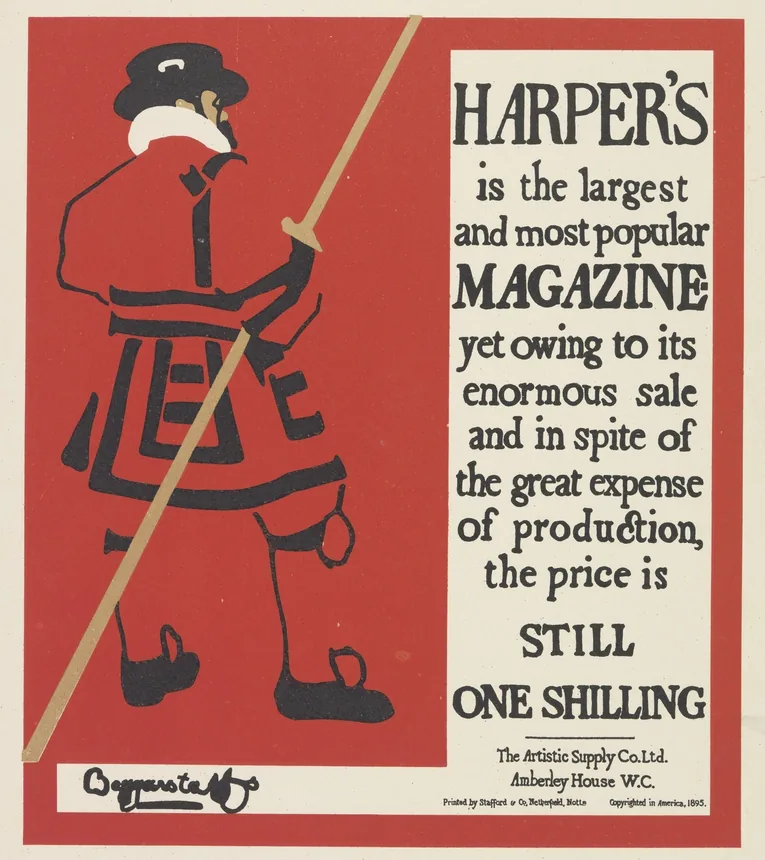 HARPER'S
is the largest
and most popular
MAGAZINE
yet owing to its
enormous sale
and in spite of
the great expense
of production,
the price is
STILL
ONE SHILLING
The Artistic Supply Co. Ltd.
Amberley House W.C.
Printed by Stafford & Co, Netherfield, Notts Copyrighted in America, 1895.
Beggarstaffs